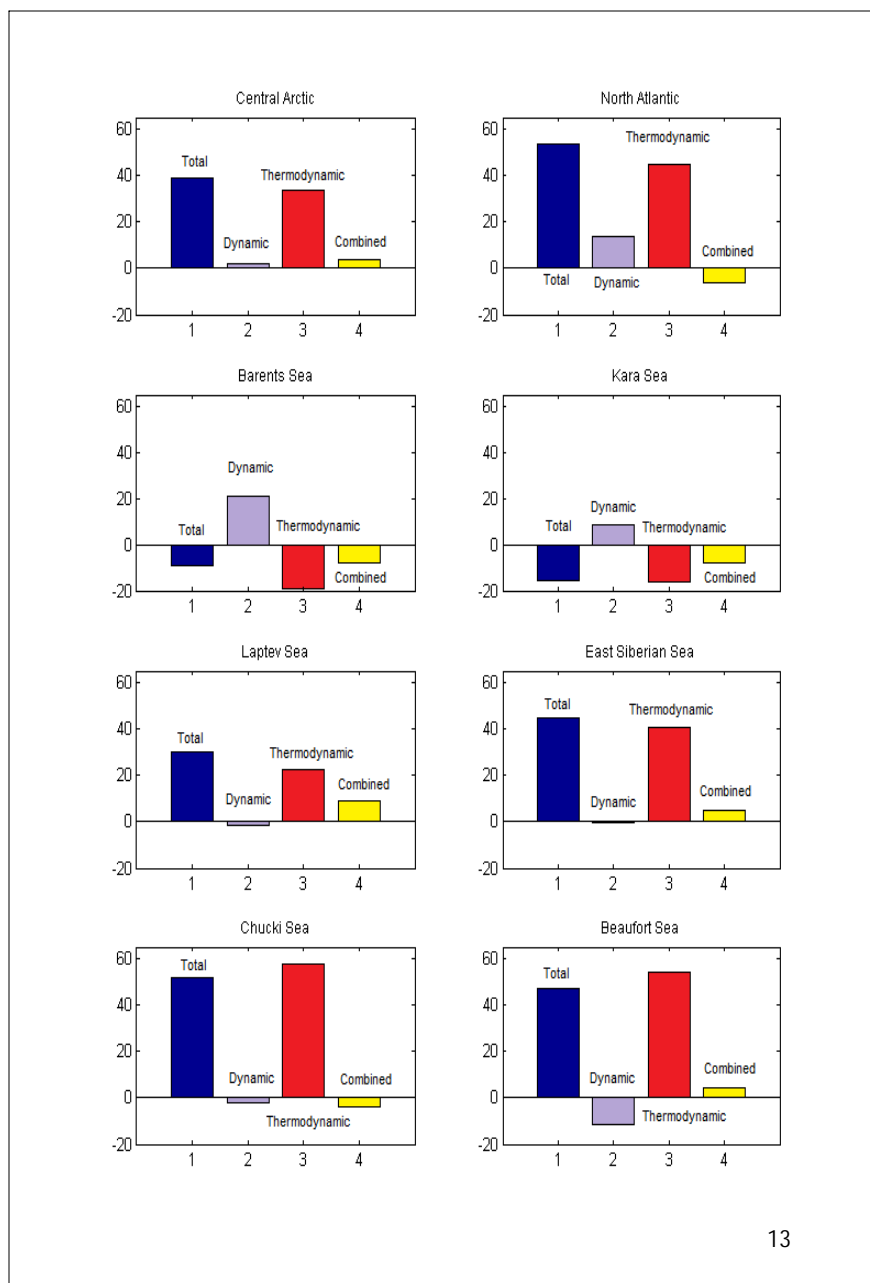 Central Arctic
60
40
20
0
-20
Total
Dynamic
Thermodynamic
Combined
1 2 3 4
North Atlantic
60
40
20
0
-20
Thermodynamic
Combined
Total
Dynamic
1 2 3 4
Barents Sea
60
40
20
0
-20
Dynamic
Total
Thermodynamic
Combined
1 2 3 4
Kara Sea
60
40
20
0
-20
Dynamic
Total
Thermodynamic
Combined
1 2 3 4
Laptev Sea
60
40
20
0
-20
Total
Thermodynamic
Dynamic
Combined
1 2 3 4
East Siberian Sea
60
40
20
0
-20
Total
Thermodynamic
Dynamic
Combined
1 2 3 4
Chucki Sea
60
40
20
0
-20
Total
Dynamic
Combined
Thermodynamic
1 2 3 4
Beaufort Sea
60
40
20
0
-20
Total
Combined
Dynamic
Thermodynamic
1 2 3 4
13